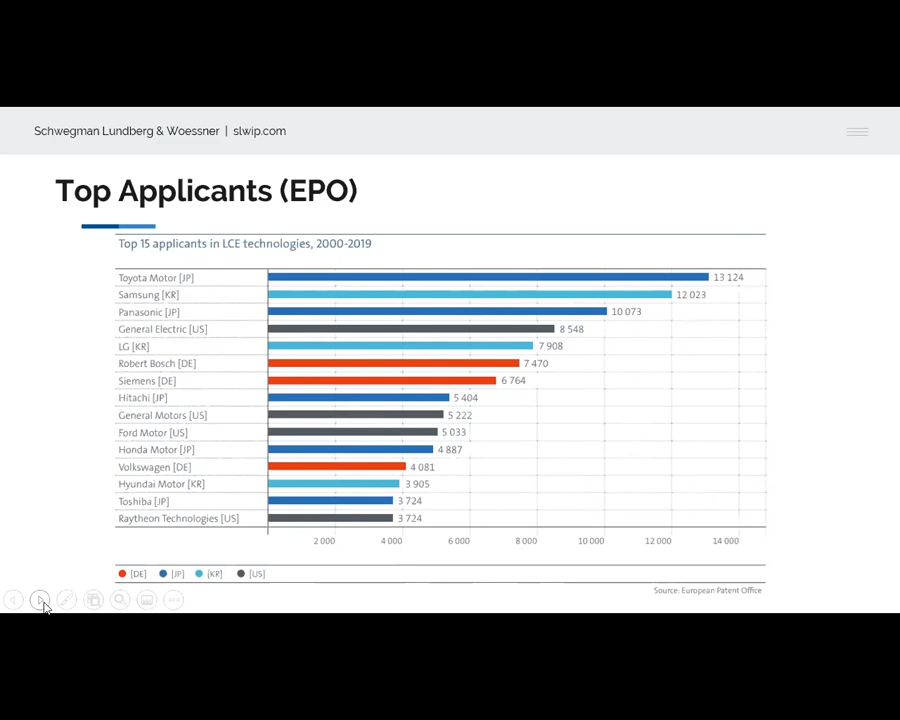 Schwegman Lundberg & Woessner | slwip.com
Top Applicants (EPO)
Top 15 applicants in LCE technologies, 2000-2019
Toyota Motor [JP] 13 124
Samsung [KR] 12 023
Panasonic [JP] 10 073
General Electric [US] 8 548
LG [KR] 7 908
Robert Bosch [DE] 7 470
Siemens [DE] 6 764
Hitachi [JP] 5 404
General Motors [US] 5 222
Ford Motor [US] 5 033
Honda Motor [JP] 4 887
Volkswagen [DE] 4 081
Hyundai Motor [KR] 3 905
Toshiba [JP] 3 724
Raytheon Technologies [US] 3 724
2 000 4 000 6 000 8 000 10 000 12 000 14 000
[DE] [JP] [KR] [US]
Source: European Patent Office